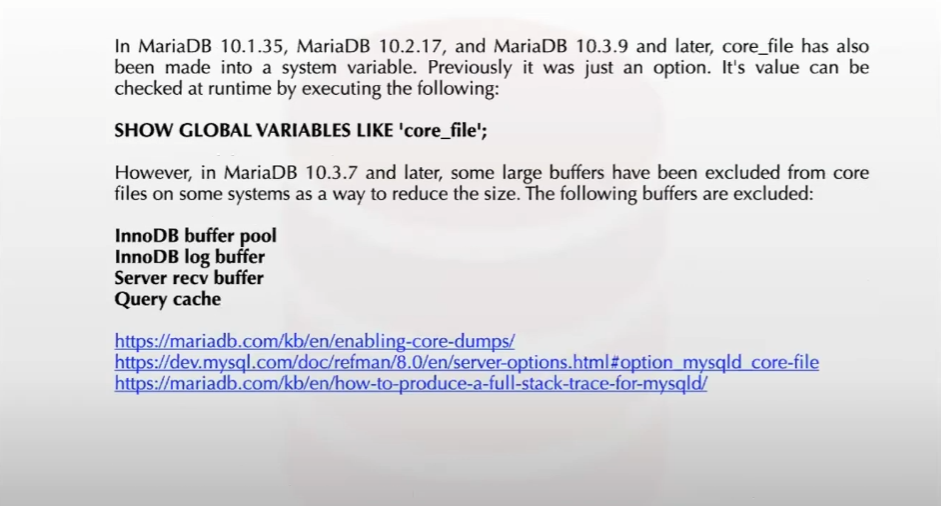 In MariaDB 10.1.35, MariaDB 10.2.17, and MariaDB 10.3.9 and later, core_file has also
been made into a system variable. Previously it was just an option. It's value can be
checked at runtime by executing the following:
SHOW GLOBAL VARIABLES LIKE 'core_file';
However, in MariaDB 10.3.7 and later, some large buffers have been excluded from core
files on some systems as a way to reduce the size. The following buffers are excluded:
InnoDB buffer pool
InnoDB log buffer
Server recv buffer
Query cache
https://mariadb.com/kb/en/enabling-core-dumps/
https://dev.mysql.com/doc/refman/8.0/en/server-options.html#option_mysqld_core-file
https://mariadb.com/kb/en/how-to-produce-a-full-stack-trace-for-mysqld/